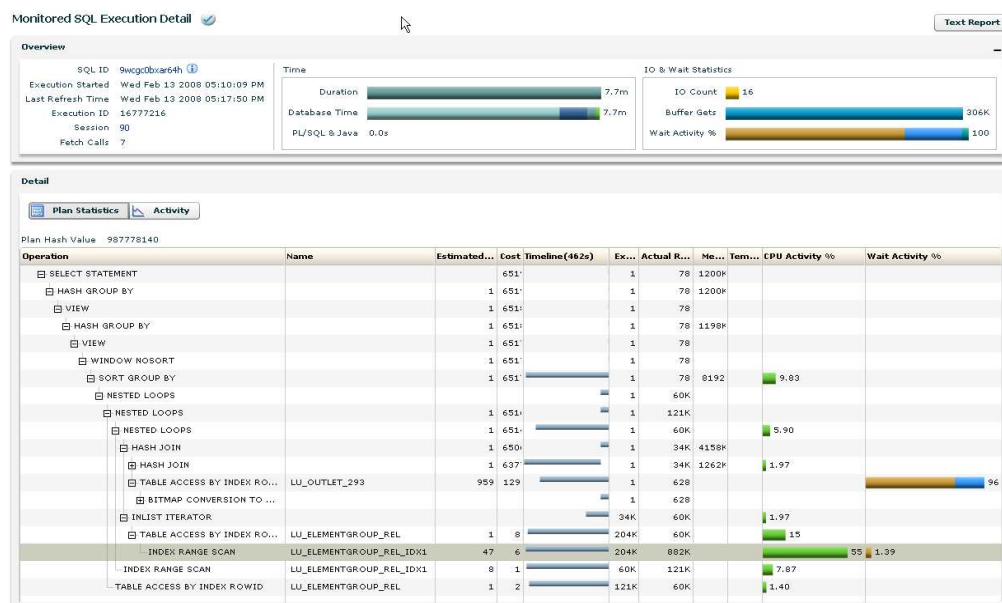 Monitored SQL Execution Detail
Text Report
Overview
SQL ID 9wcgc0bxar64h
Execution Started Wed Feb 13 2008 05:10:09 PM
Last Refresh Time Wed Feb 13 2008 05:17:50 PM
Execution ID 16777216
Session 90
Fetch Calls 7
Time
Duration 7.7m
Database Time 7.7m
PL/SQL & Java 0.0s
IO & Wait Statistics
IO Count 16
Buffer Gets 306K
Wait Activity % 100
Detail
Plan Statistics Activity
Plan Hash Value 987778140
Operation Name Estimated... Cost Timeline(462s) Ex... Actual R... Me... Tem... CPU Activity % Wait Activity %
SELECT STATEMENT 651 1 78 1200K
HASH GROUP BY 1 651 1 78 1200K
VIEW 1 651 1 78
HASH GROUP BY 1 651 1 78 1198K
VIEW 1 651 1 78
WINDOW NOSORT 1 651 1 78
SORT GROUP BY 1 651 1 78 8192 9.83
NESTED LOOPS 1 60K
NESTED LOOPS 1 651 1 121K
NESTED LOOPS 1 651 1 60K 5.90
HASH JOIN 1 650 1 34K 4158K
HASH JOIN 1 637 1 34K 1262K 1.97
TABLE ACCESS BY INDEX RO... LU_OUTLET_293 959 129 1 628 96
BITMAP CONVERSION TO ... 1 628
INLIST ITERATOR 34K 60K 1.97
TABLE ACCESS BY INDEX RO... LU_ELEMENTGROUP_REL 1 8 204K 60K 15
INDEX RANGE SCAN LU_ELEMENTGROUP_REL_IDX1 47 6 204K 882K 55 1.39
INDEX RANGE SCAN LU_ELEMENTGROUP_REL_IDX1 8 1 60K 121K 7.87
TABLE ACCESS BY INDEX ROWID LU_ELEMENTGROUP_REL 1 2 121K 60K 1.40